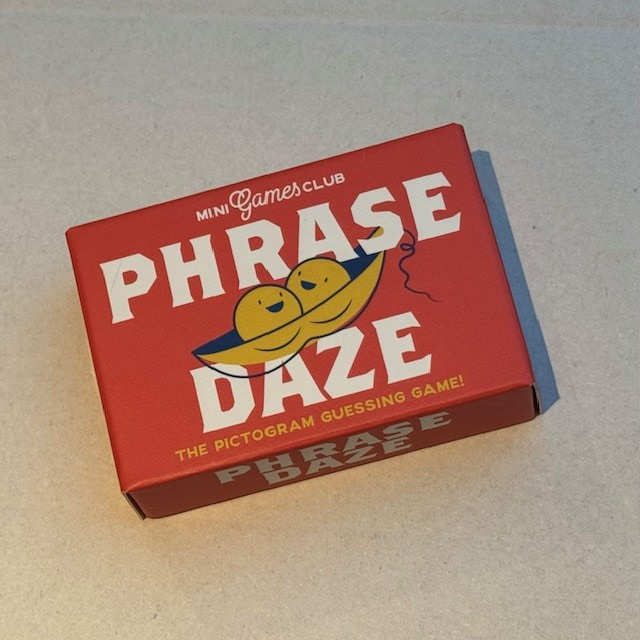 MINI Games CLUB
PHRASE
DAZE
THE PICTOGRAM GUESSING GAME!
PHRASE
DAZE